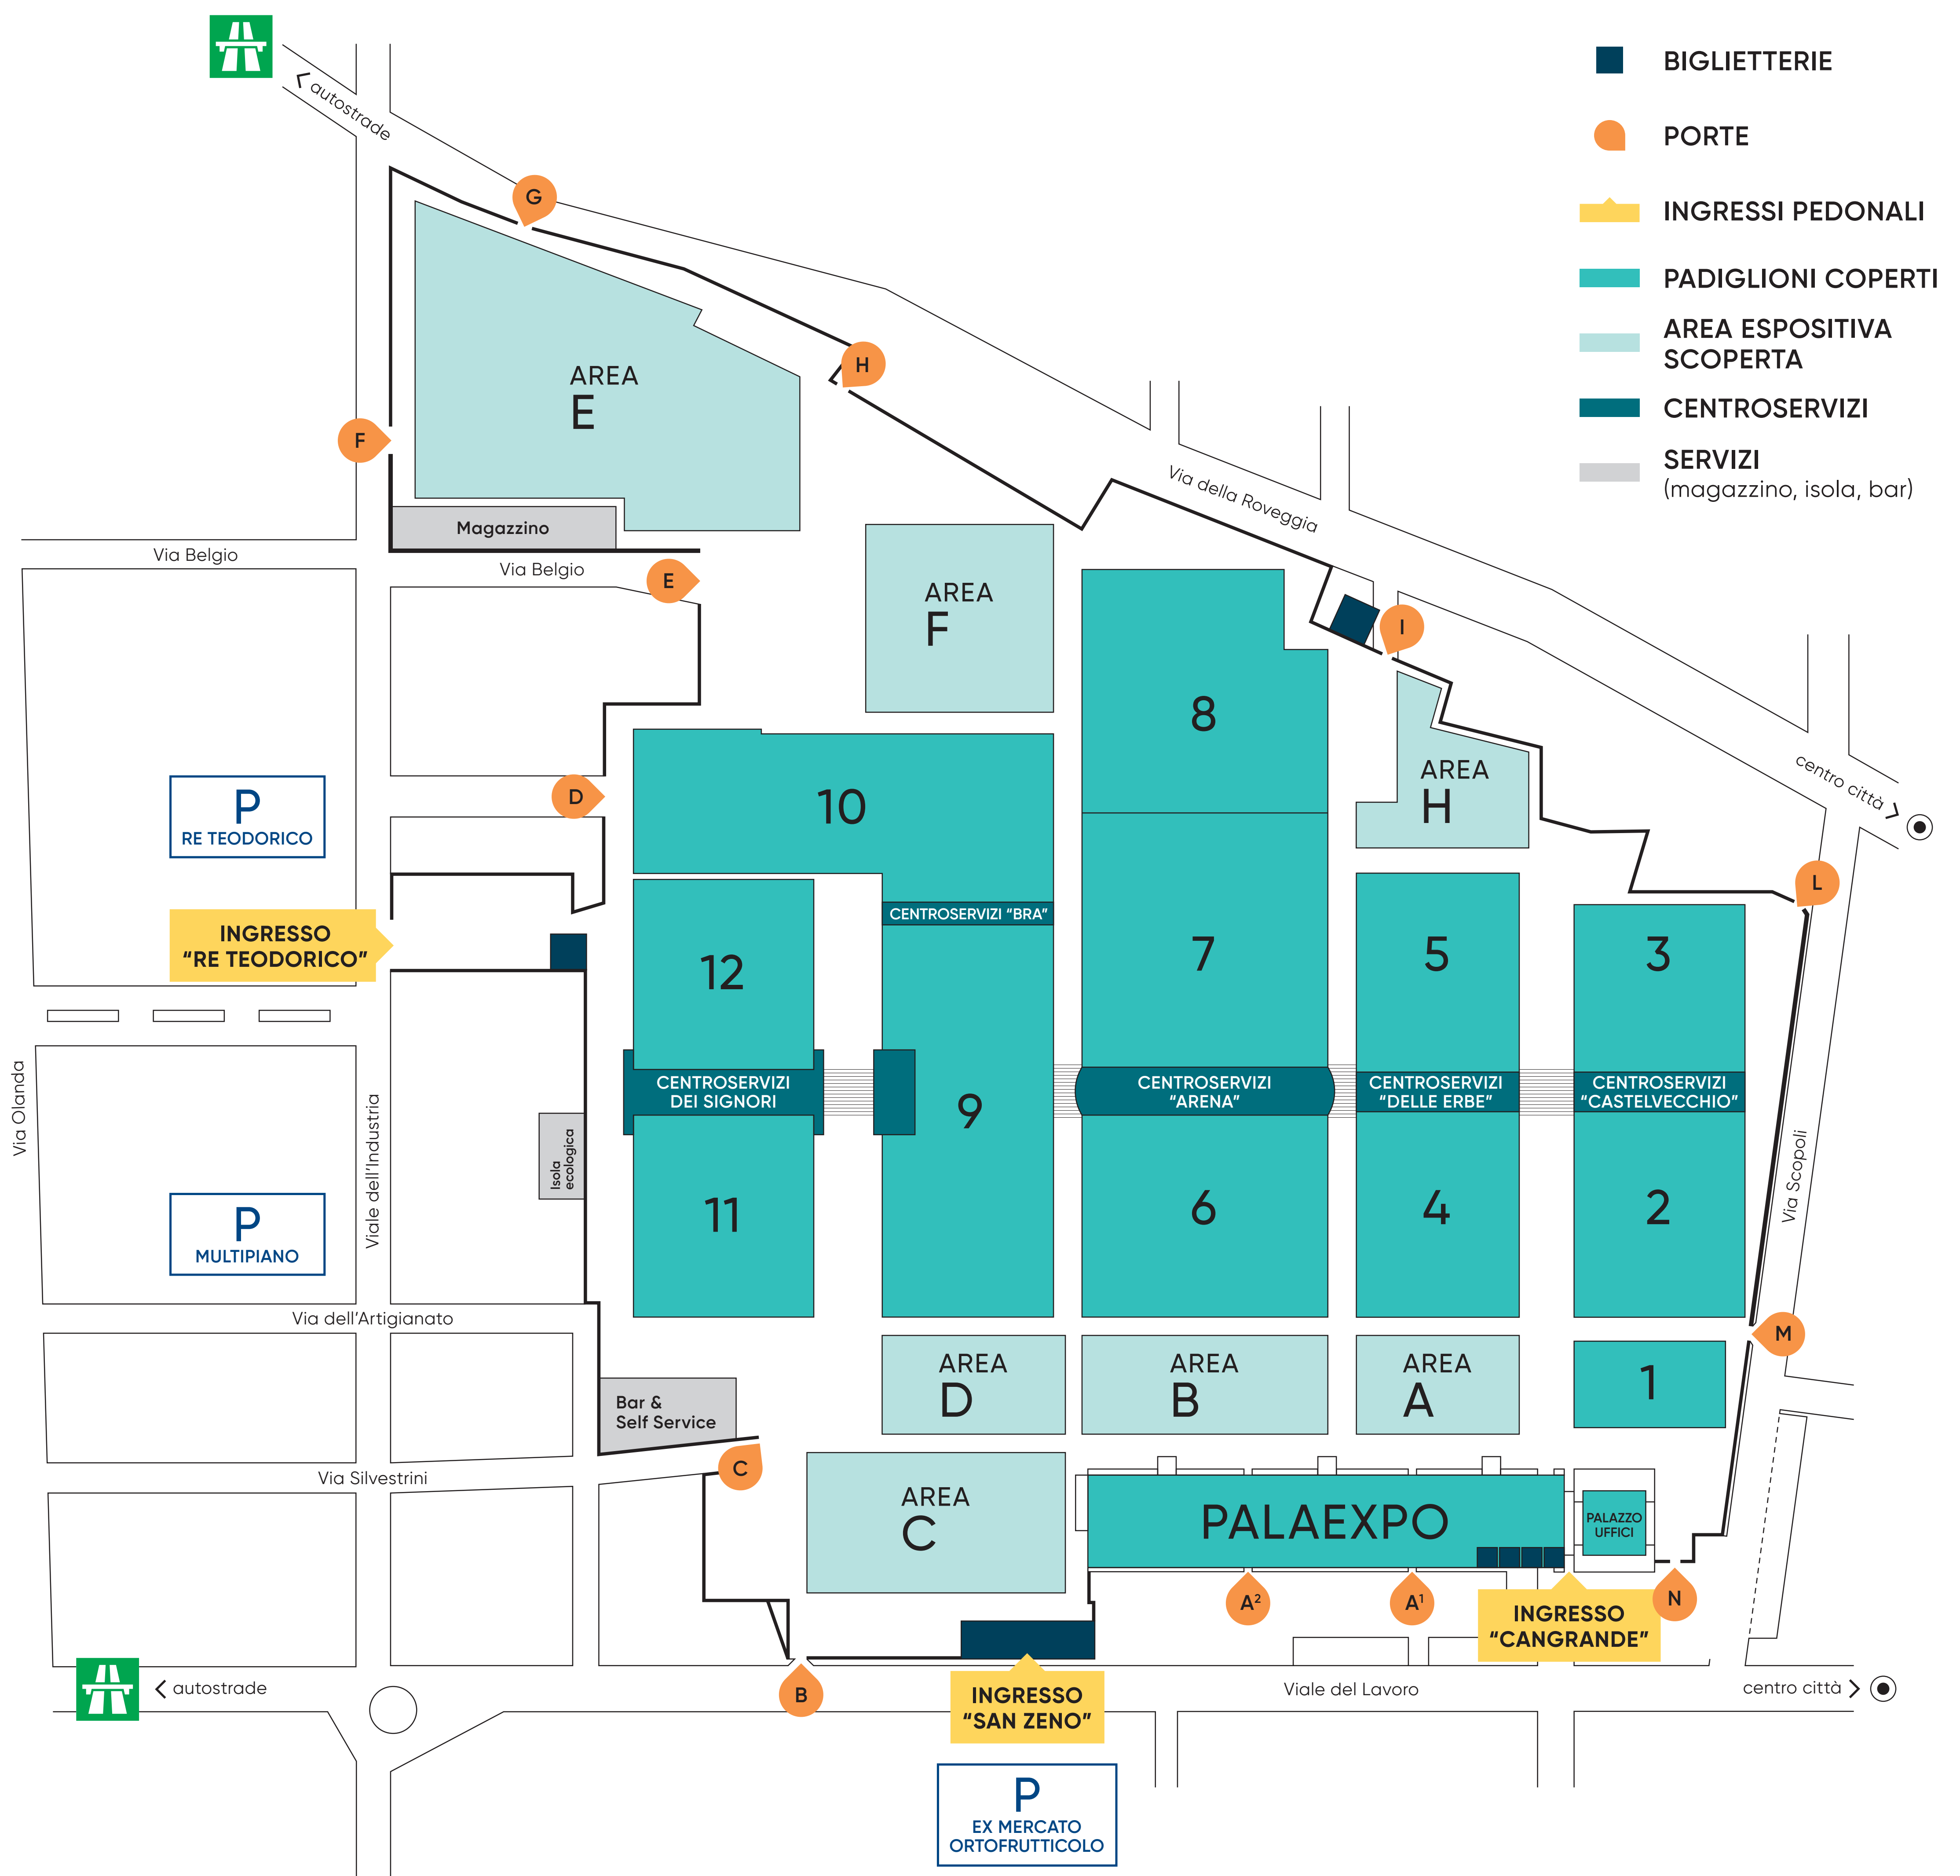 BIGLIETTERIE
PORTE
INGRESSI PEDONALI
PADIGLIONI COPERTI
AREA ESPOSITIVA
SCOPERTA
CENTROSERVIZI
SERVIZI
(magazzino, isola, bar)
autostrade
G
H
AREA
E
F
Magazzino
Via Belgio
Via Belgio
E
Via della Roveggia
AREA
F
I
8
AREA
H
centro città
L
D
10
P
RE TEODORICO
INGRESSO
“RE TEODORICO”
CENTROSERVIZI “BRA”
12
7
5
3
CENTROSERVIZI
DEI SIGNORI
9
CENTROSERVIZI
“ARENA”
CENTROSERVIZI
“DELLE ERBE”
CENTROSERVIZI
“CASTELVECCHIO”
Via Olanda
Viale dell’Industria
Isola
ecologica
Via Scopoli
11
6
4
2
P
MULTIPIANO
Via dell’Artigianato
M
AREA
D
AREA
B
AREA
A
1
Bar &
Self Service
C
Via Silvestrini
AREA
C
PALAEXPO
PALAZZO
UFFICI
A²
A¹
N
INGRESSO
“CANGRANDE”
autostrade
B
INGRESSO
“SAN ZENO”
Viale del Lavoro
centro città
P
EX MERCATO
ORTOFRUTTICOLO